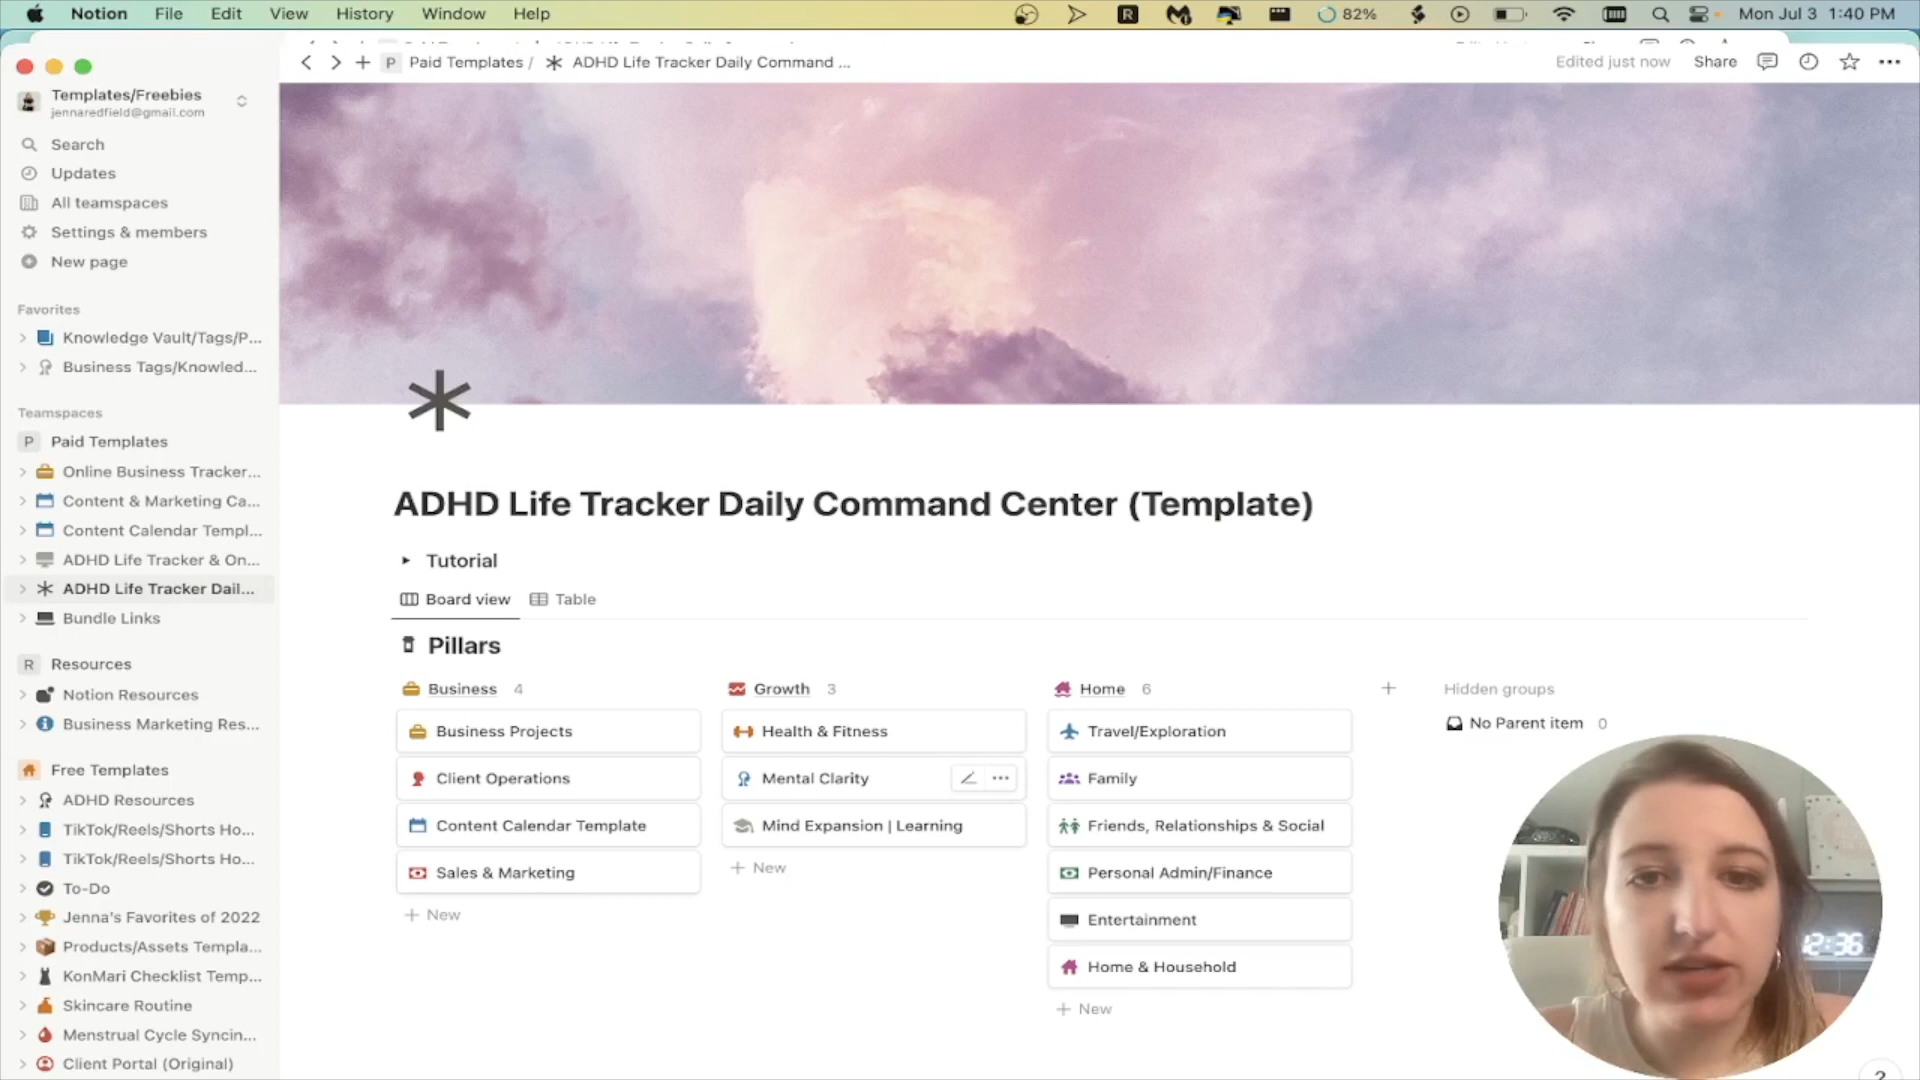 Notion File Edit View History Window Help 82% Mon Jul 3 1:40 PM
P Paid Templates / ADHD Life Tracker Daily Command ... Edited just now Share
Templates/Freebies
jennaredfield@gmail.com
Search
Updates
All teamspaces
Settings & members
New page
Favorites
Knowledge Vault/Tags/P...
Business Tags/Knowled...
Teamspaces
P Paid Templates
Online Business Tracker...
Content & Marketing Ca...
Content Calendar Templ...
ADHD Life Tracker & On...
ADHD Life Tracker Dail...
Bundle Links
R Resources
Notion Resources
Business Marketing Res...
Free Templates
ADHD Resources
TikTok/Reels/Shorts Ho...
TikTok/Reels/Shorts Ho...
To-Do
Jenna's Favorites of 2022
Products/Assets Templa...
KonMari Checklist Temp...
Skincare Routine
Menstrual Cycle Syncin...
Client Portal (Original)
ADHD Life Tracker Daily Command Center (Template)
Tutorial
Board view Table
Pillars
Business 4
Business Projects
Client Operations
Content Calendar Template
Sales & Marketing
+ New
Growth 3
Health & Fitness
Mental Clarity
Mind Expansion | Learning
+ New
Home 6
Travel/Exploration
Family
Friends, Relationships & Social
Personal Admin/Finance
Entertainment
Home & Household
+ New
Hidden groups
No Parent item 0
12:36
?